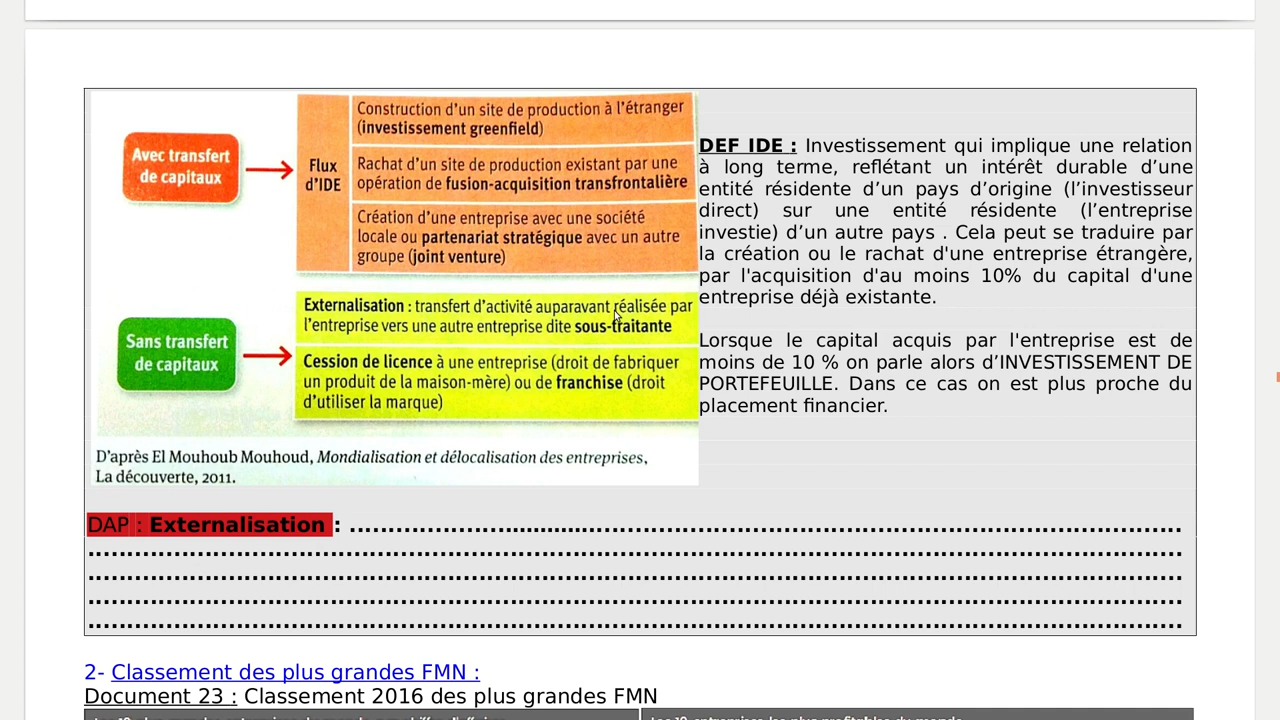 Avec transfert
de capitaux
Flux
d'IDE
Construction d'un site de production à l'étranger
(investissement greenfield)
Rachat d'un site de production existant par une
opération de fusion-acquisition transfrontalière
Création d'une entreprise avec une société
locale ou partenariat stratégique avec un autre
groupe (joint venture)
Sans transfert
de capitaux
Externalisation : transfert d'activité auparavant réalisée par
l'entreprise vers une autre entreprise dite sous-traitante
Cession de licence à une entreprise (droit de fabriquer
un produit de la maison-mère) ou de franchise (droit
d'utiliser la marque)
D'après El Mouhoub Mouhoud, Mondialisation et délocalisation des entreprises,
La découverte, 2011.
DEF IDE : Investissement qui implique une relation
à long terme, reflétant un intérêt durable d'une
entité résidente d'un pays d'origine (l'investisseur
direct) sur une entité résidente (l'entreprise
investie) d'un autre pays . Cela peut se traduire par
la création ou le rachat d'une entreprise étrangère,
par l'acquisition d'au moins 10% du capital d'une
entreprise déjà existante.
Lorsque le capital acquis par l'entreprise est de
moins de 10 % on parle alors d'INVESTISSEMENT DE
PORTEFEUILLE. Dans ce cas on est plus proche du
placement financier.
DAP : Externalisation : ........................................................................
................................................................................
................................................................................
................................................................................
................................................................................
2- Classement des plus grandes FMN :
Document 23 : Classement 2016 des plus grandes FMN